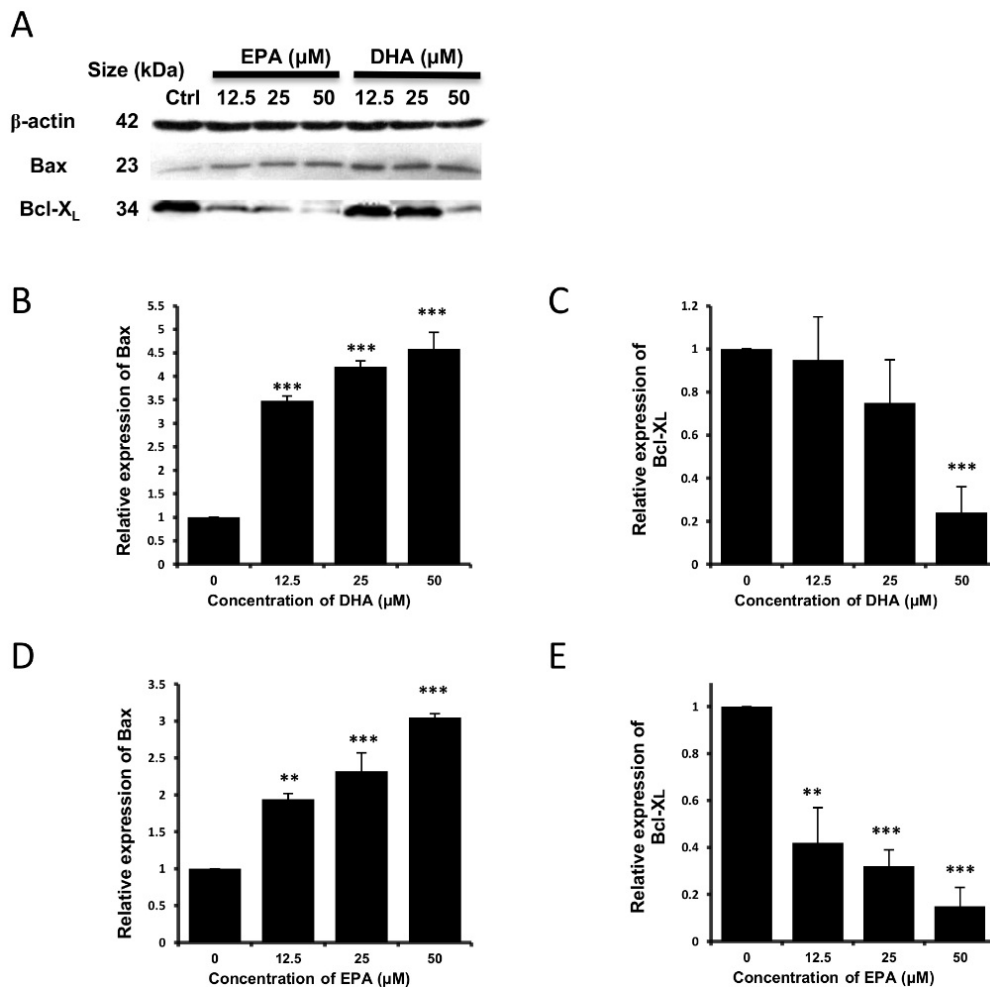 A
EPA (µM) DHA (µM)
Size (kDa)
Ctrl 12.5 25 50 12.5 25 50
β-actin 42
Bax 23
Bcl-XL 34
B
Relative expression of Bax
5.5
5
4.5
4
3.5
3
2.5
2
1.5
1
0.5
0
***
***
***
0 12.5 25 50
Concentration of DHA (µM)
C
Relative expression of
Bcl-XL
1.2
1
0.8
0.6
0.4
0.2
0
***
0 12.5 25 50
Concentration of DHA (µM)
D
Relative expression of Bax
3.5
3
2.5
2
1.5
1
0.5
0
**
***
***
0 12.5 25 50
Concentration of EPA (µM)
E
Relative expression of
Bcl-XL
1
0.8
0.6
0.4
0.2
0
**
***
***
0 12.5 25 50
Concentration of EPA (µM)